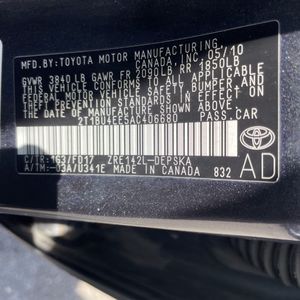 MFD.BY:TOYOTA MOTOR MANUFACTURING
CANADA,INC. 05/10
GVWR 3840 LB GAWR FR 2090LB RR 1850LB
THIS VEHICLE CONFORMS TO ALL APPLICABLE
FEDERAL MOTOR VEHICLE SAFETY, BUMPER, AND
THEFT PREVENTION STANDARDS IN EFFECT ON
THE DATE OF MANUFACTURE SHOWN ABOVE.
2T1BU4EE5AC406680 PASS.CAR
C/TR:1G3/FD17 ZRE142L-DEPSKA
A/TM:-03A/U341E MADE IN CANADA 832
AD